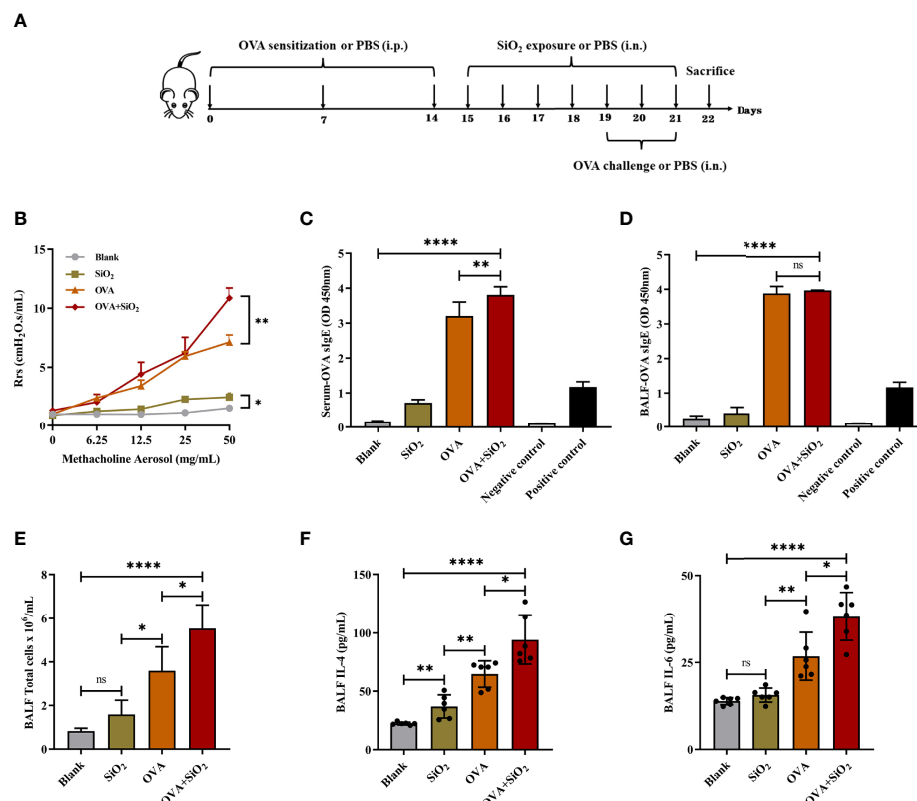 A
OVA sensitization or PBS (i.p.)
SiO₂ exposure or PBS (i.n.)
Sacrifice
0 7 14 15 16 17 18 19 20 21 22 Days
OVA challenge or PBS (i.n.)
B
Rrs (cmH₂O.s/mL)
15
10
5
0
Blank
SiO₂
OVA
OVA+SiO₂
**
*
0 6.25 12.5 25 50
Methacholine Aerosol (mg/mL)
C
Serum-OVA sIgE (OD 450nm)
5
4
3
2
1
0
****
**
Blank
SiO₂
OVA
OVA+SiO₂
Negative control
Positive control
D
BALF-OVA sIgE (OD 450nm)
5
4
3
2
1
0
****
ns
Blank
SiO₂
OVA
OVA+SiO₂
Negative control
Positive control
E
BALF Total cells x 10⁶/mL
8
6
4
2
0
****
*
*
ns
Blank
SiO₂
OVA
OVA+SiO₂
F
BALF IL-4 (pg/mL)
150
100
50
0
****
*
**
**
Blank
SiO₂
OVA
OVA+SiO₂
G
BALF IL-6 (pg/mL)
50
25
0
****
*
**
ns
Blank
SiO₂
OVA
OVA+SiO₂